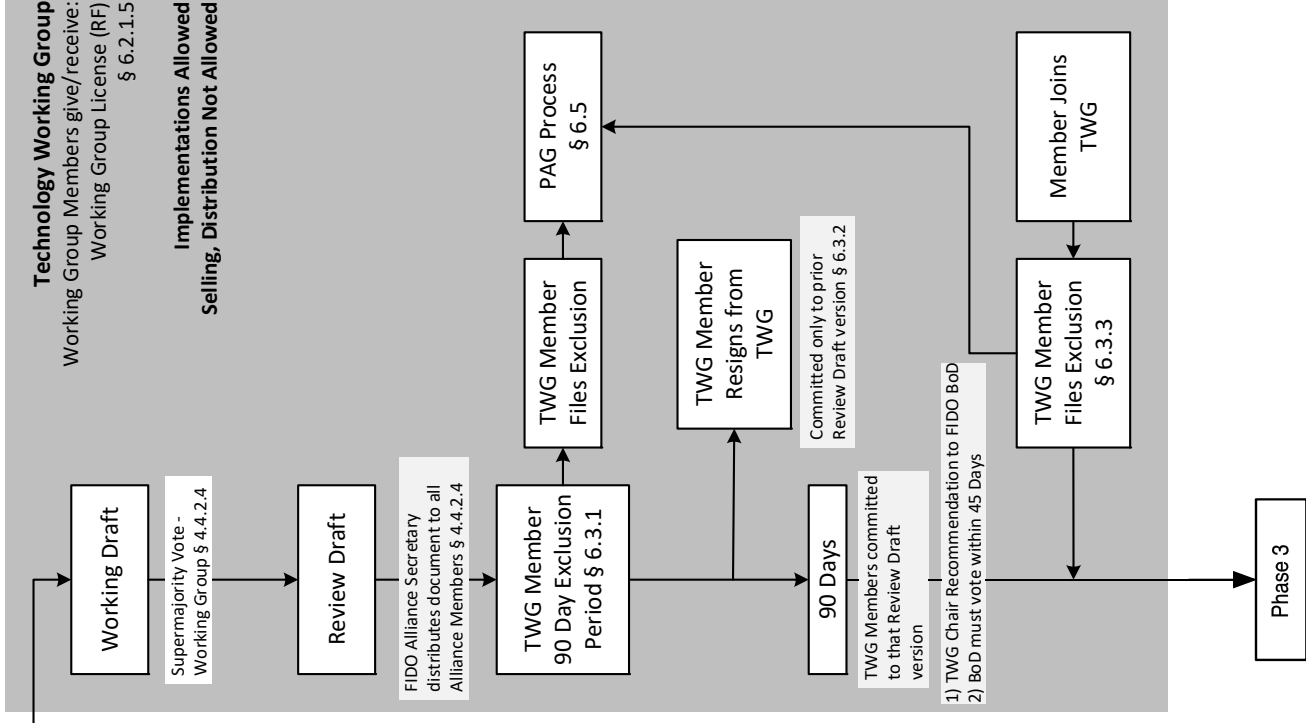 Technology Working Group
Working Group Members give/receive:
Working Group License (RF)
§ 6.2.1.5
Implementations Allowed
Selling, Distribution Not Allowed
Working Draft
Supermajority Vote -
Working Group § 4.4.2.4
Review Draft
FIDO Alliance Secretary
distributes document to all
Alliance Members § 4.4.2.4
TWG Member
90 Day Exclusion
Period § 6.3.1
TWG Member
Files Exclusion
PAG Process
§ 6.5
TWG Member
Resigns from
TWG
Committed only to prior
Review Draft version § 6.3.2
90 Days
TWG Members committed
to that Review Draft
version
1) TWG Chair Recommendation to FIDO BoD
2) BoD must vote within 45 Days
Member Joins
TWG
TWG Member
Files Exclusion
§ 6.3.3
Phase 3